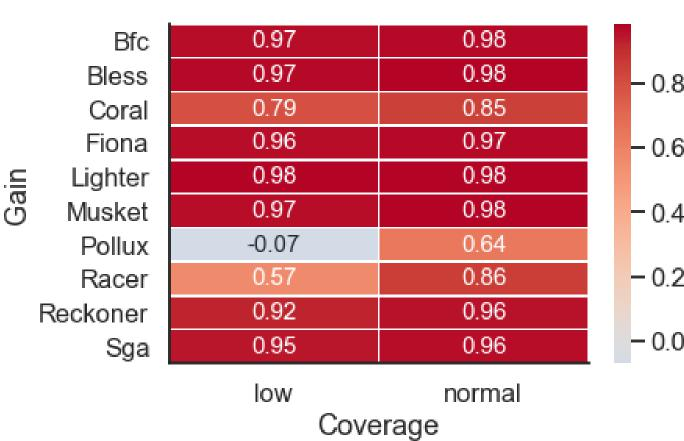 Bfc 0.97 0.98
Bless 0.97 0.98
Coral 0.79 0.85
Fiona 0.96 0.97
Lighter 0.98 0.98
Musket 0.97 0.98
Pollux -0.07 0.64
Racer 0.57 0.86
Reckoner 0.92 0.96
Sga 0.95 0.96
low normal
Coverage
Gain
0.8
0.6
0.4
0.2
0.0